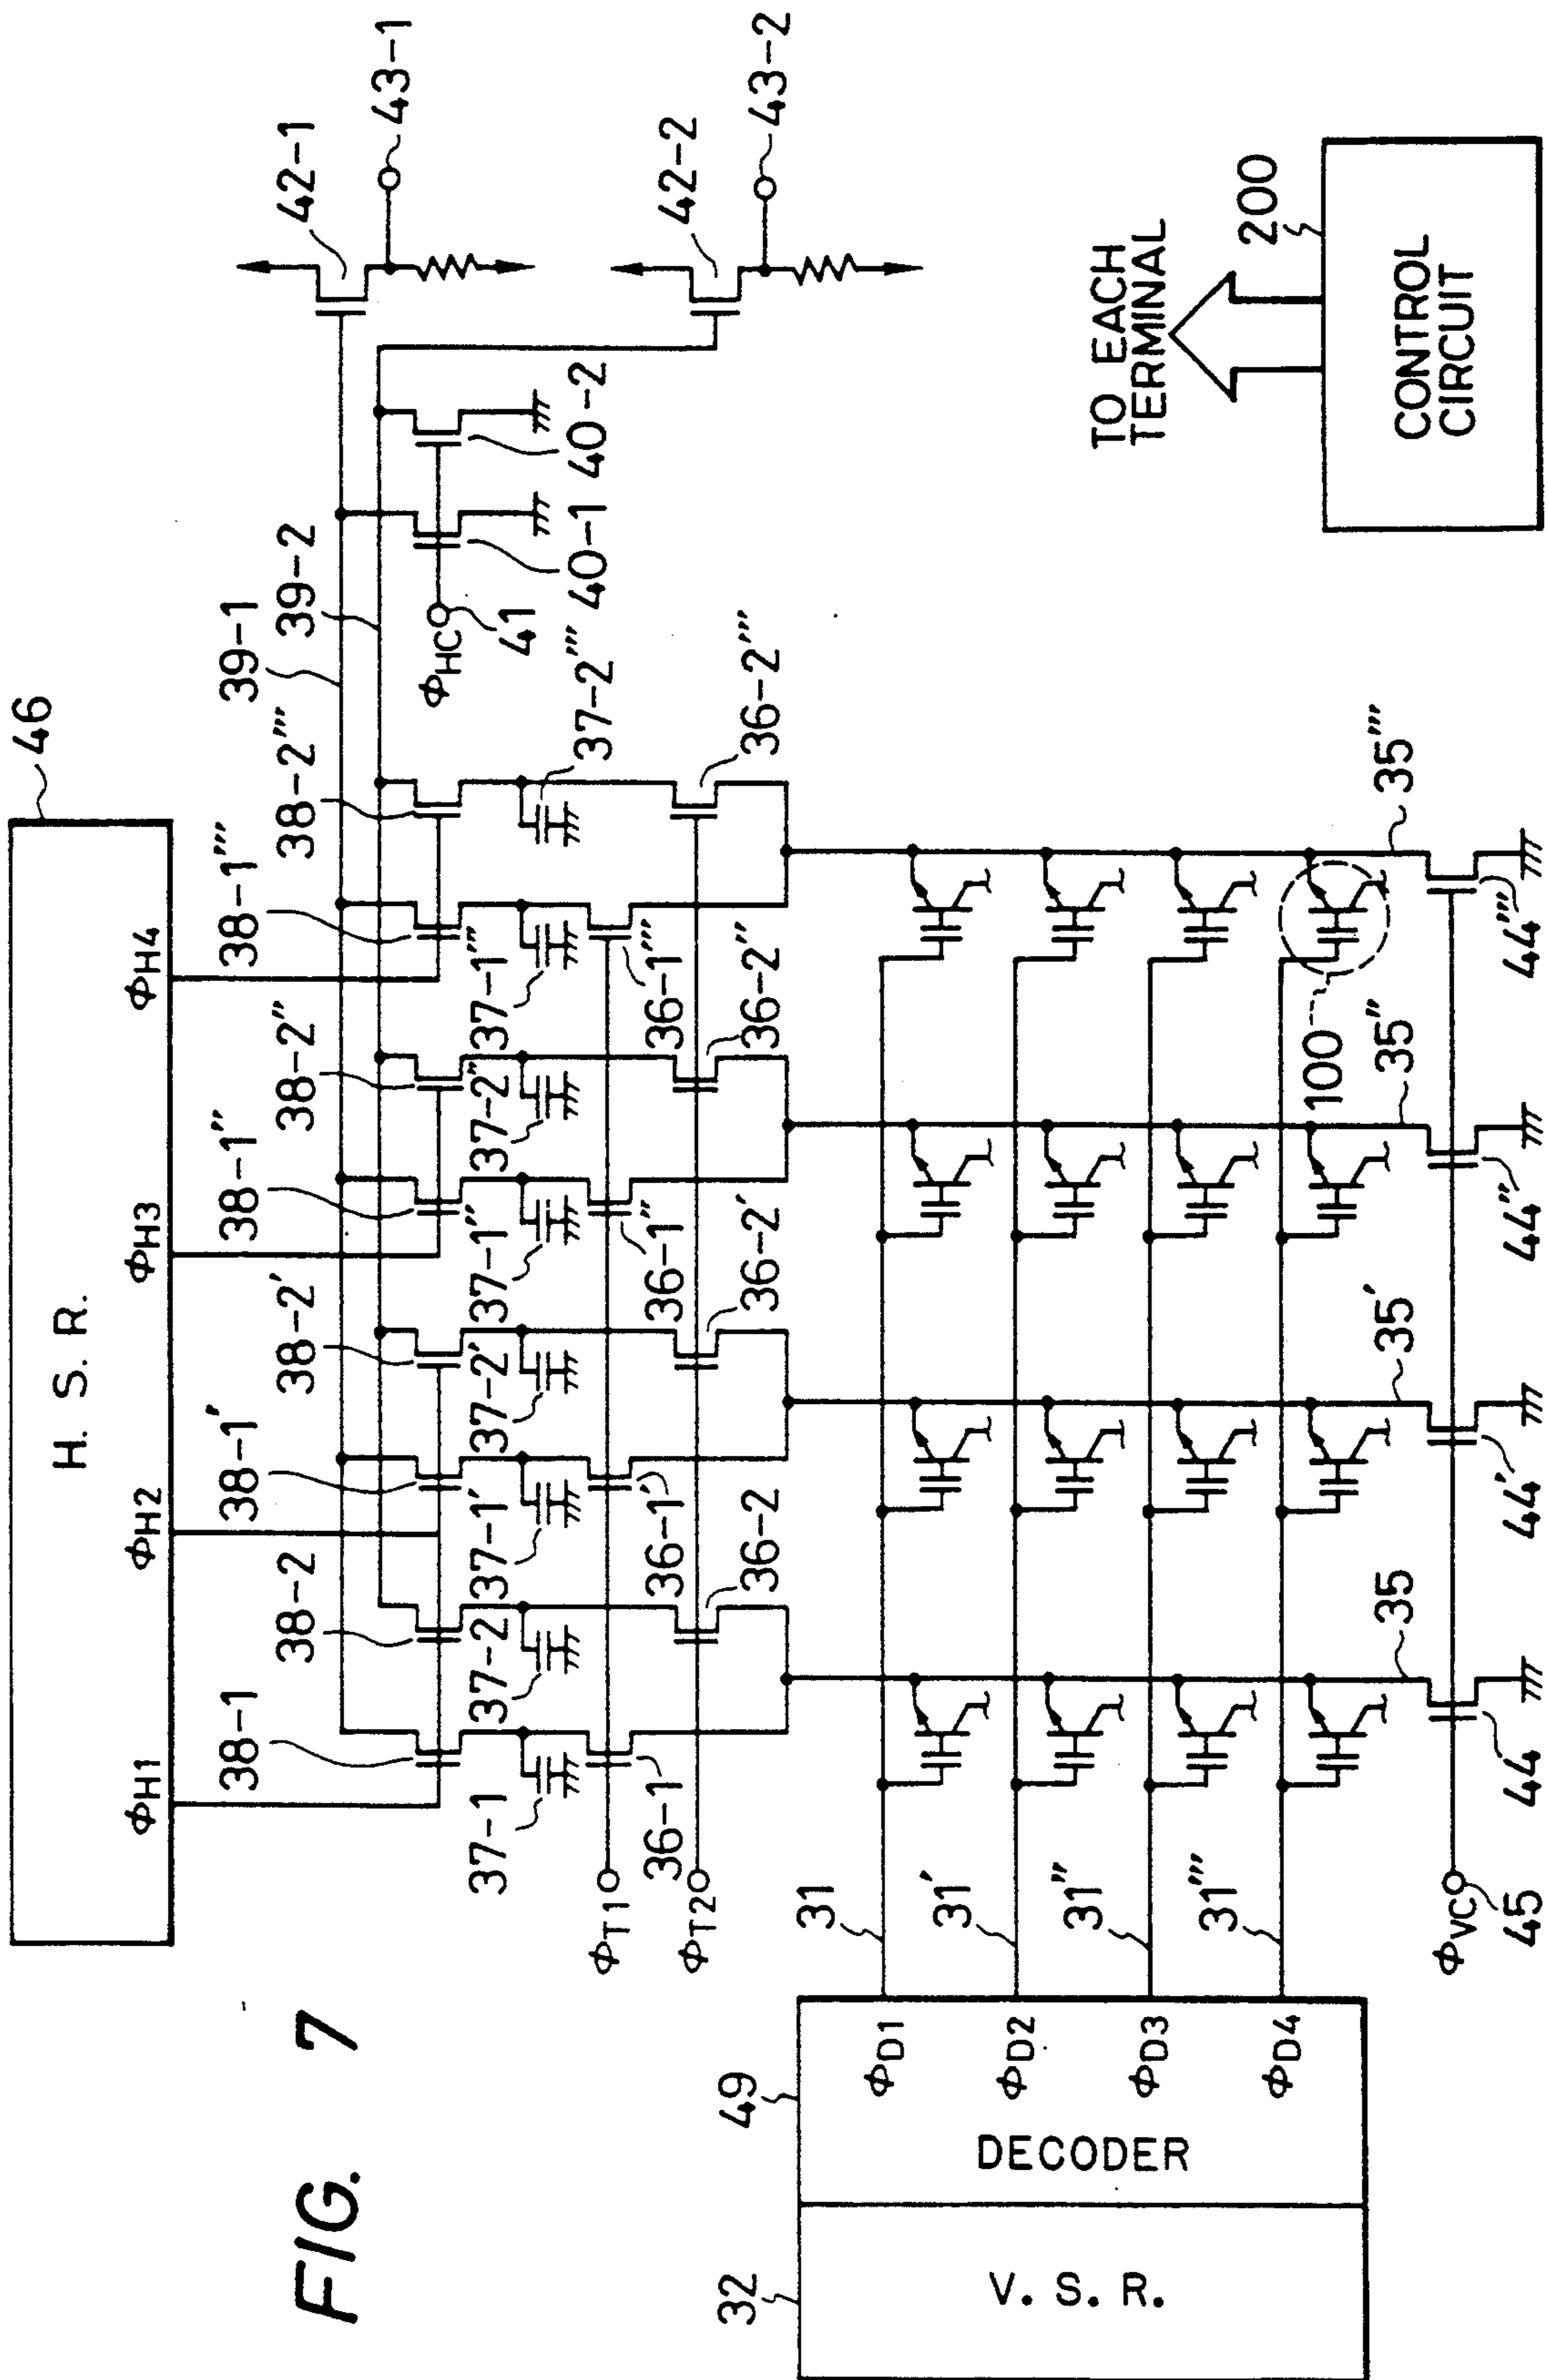 FIG. 7
46
H. S. R.
ΦH1
ΦH2
ΦH3
ΦH4
38-1
38-2
38-1'
38-2'
38-1''
38-2''
38-1'''
38-2'''
39-1
39-2
42-1
43-1
42-2
43-2
37-1
37-2
37-1'
37-2'
37-1''
37-2''
37-1'''
37-2'''
ΦHC
41
40-1
40-2
ΦT1
ΦT2
36-1
36-2
36-1'
36-2'
36-1''
36-2''
36-1'''
36-2'''
32
49
V. S. R.
DECODER
ΦD1
ΦD2
ΦD3
ΦD4
31
31'
31''
31'''
100
35
35'
35''
35'''
ΦVC
45
44
44'
44''
44'''
TO EACH
TERMINAL
200
CONTROL
CIRCUIT